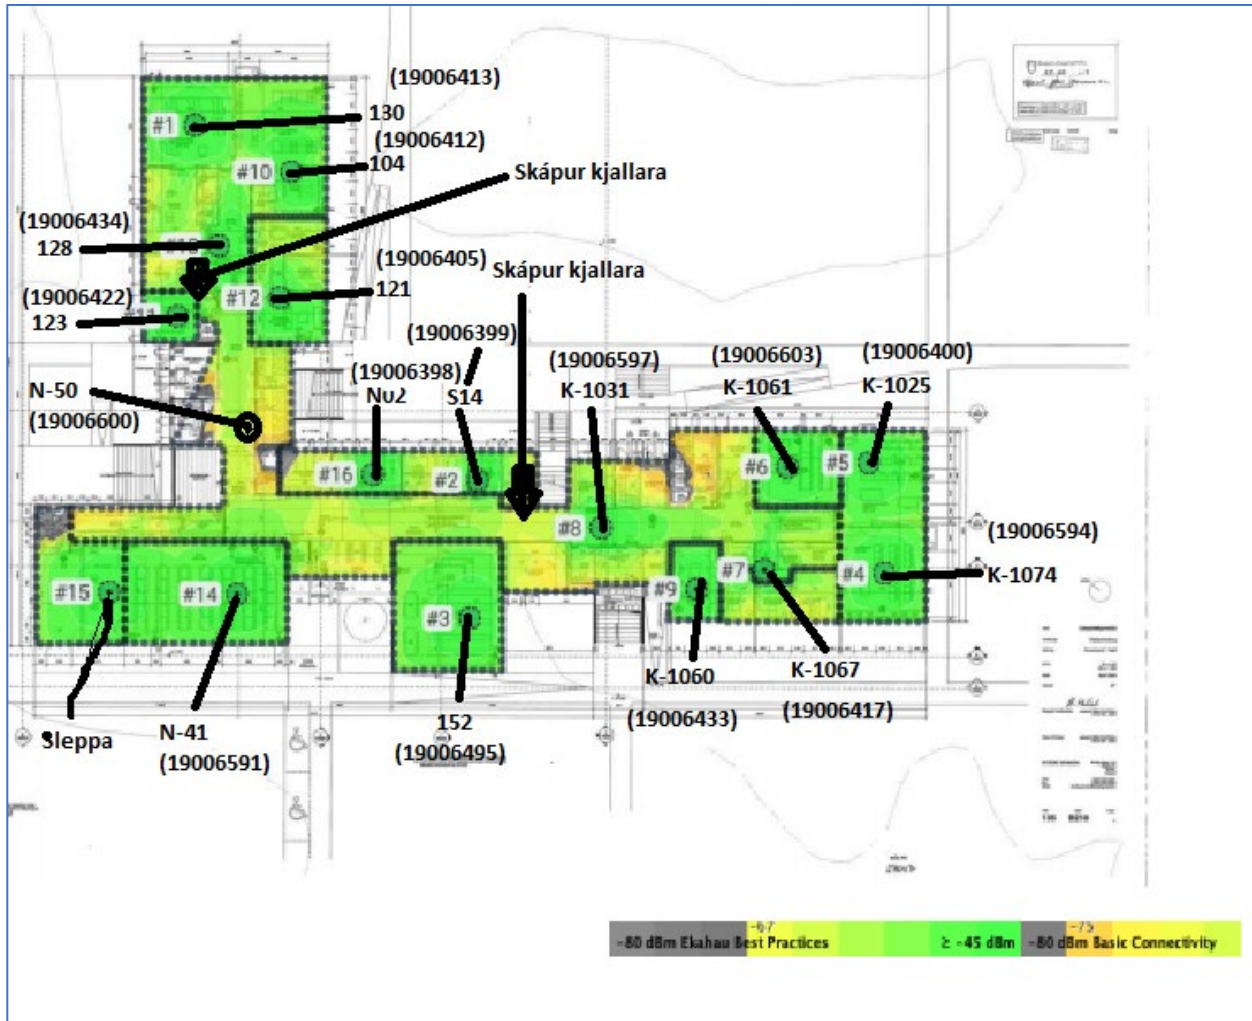 (19006413)
#1
130
(19006412)
#10
104
Skápur kjallara
(19006434)
128
(19006405)
Skápur kjallara
(19006422)
#12
121
123
(19006399)
(19006398)
(19006597)
(19006603)
(19006400)
N-50
(19006600)
S14
K-1031
K-1061
K-1025
#16
#2
#6
#5
#8
(19006594)
#15
#14
#3
#9
#7
#4
K-1074
K-1060
K-1067
Sleppa
N-41
(19006591)
152
(19006495)
(19006433)
(19006417)
-80 dBm Ekahau Best Practices
≥ -45 dBm
-80 dBm Basic Connectivity